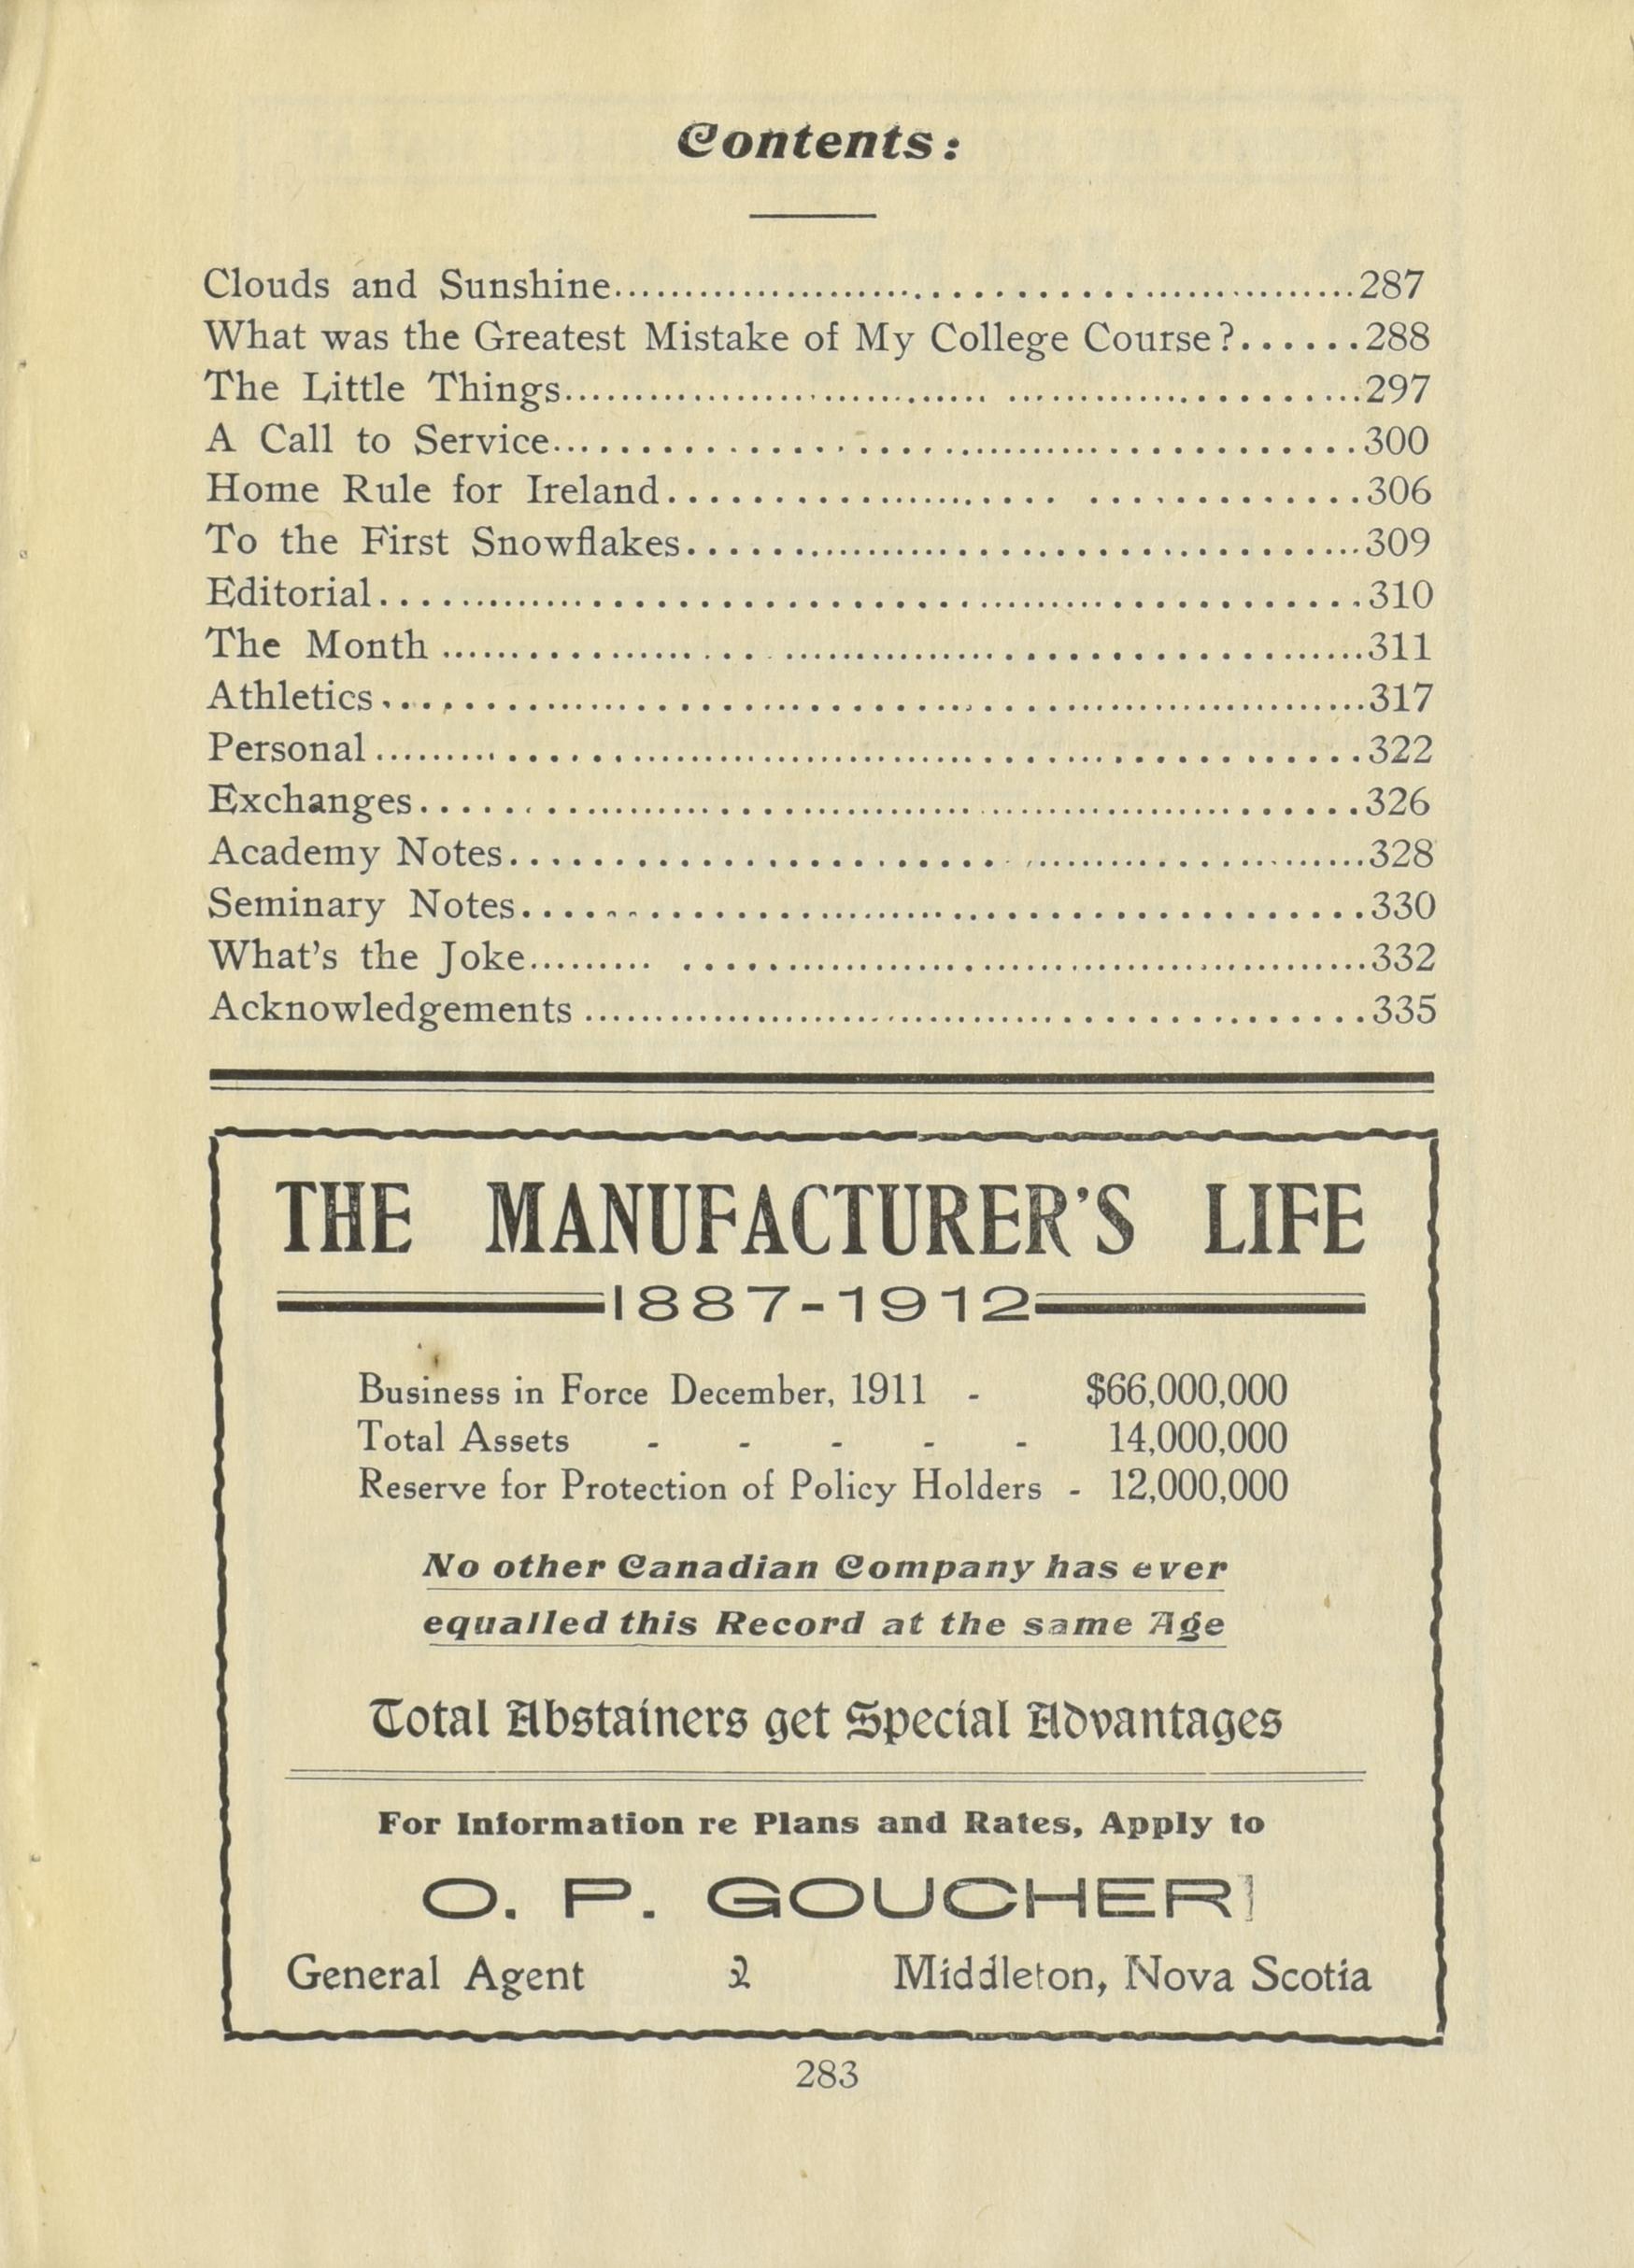 Contents:
Clouds and Sunshine........................................287
What was the Greatest Mistake of My College Course?......288
The Little Things........................................297
A Call to Service........................................300
Home Rule for Ireland........................................306
To the First Snowflakes........................................309
Editorial........................................310
The Month ........................................311
Athletics........................................317
Personal ........................................322
Exchanges........................................326
Academy Notes........................................328
Seminary Notes........................................330
What's the Joke......... ........................................332
Acknowledgements ........................................335
THE MANUFACTURER'S LIFE
1887-1912
Business in Force December, 1911 - $66,000,000
Total Assets - - - - - 14,000,000
Reserve for Protection of Policy Holders - 12,000,000
No other Canadian Company has ever
equalled this Record at the same Age
Total Abstainers get Special Advantages
For Information re Plans and Rates, Apply to
O. P. GOUCHER
General Agent Middleton, Nova Scotia
283